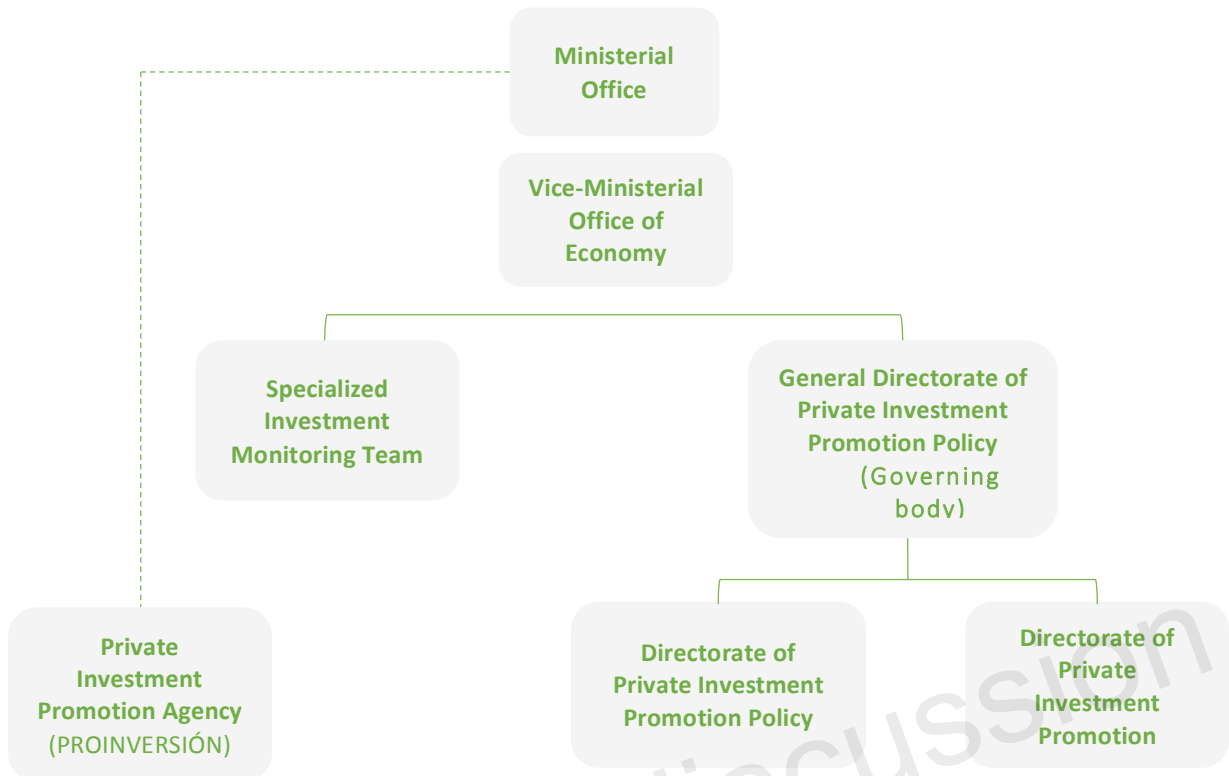 Ministerial
Office
Vice-Ministerial
Office of
Economy
Specialized
Investment
Monitoring Team
General Directorate of
Private Investment
Promotion Policy
(Governing
body)
Private
Investment
Promotion Agency
(PROINVERSIÓN)
Directorate of
Private Investment
Promotion Policy
Directorate of
Private
Investment
Promotion
discussion